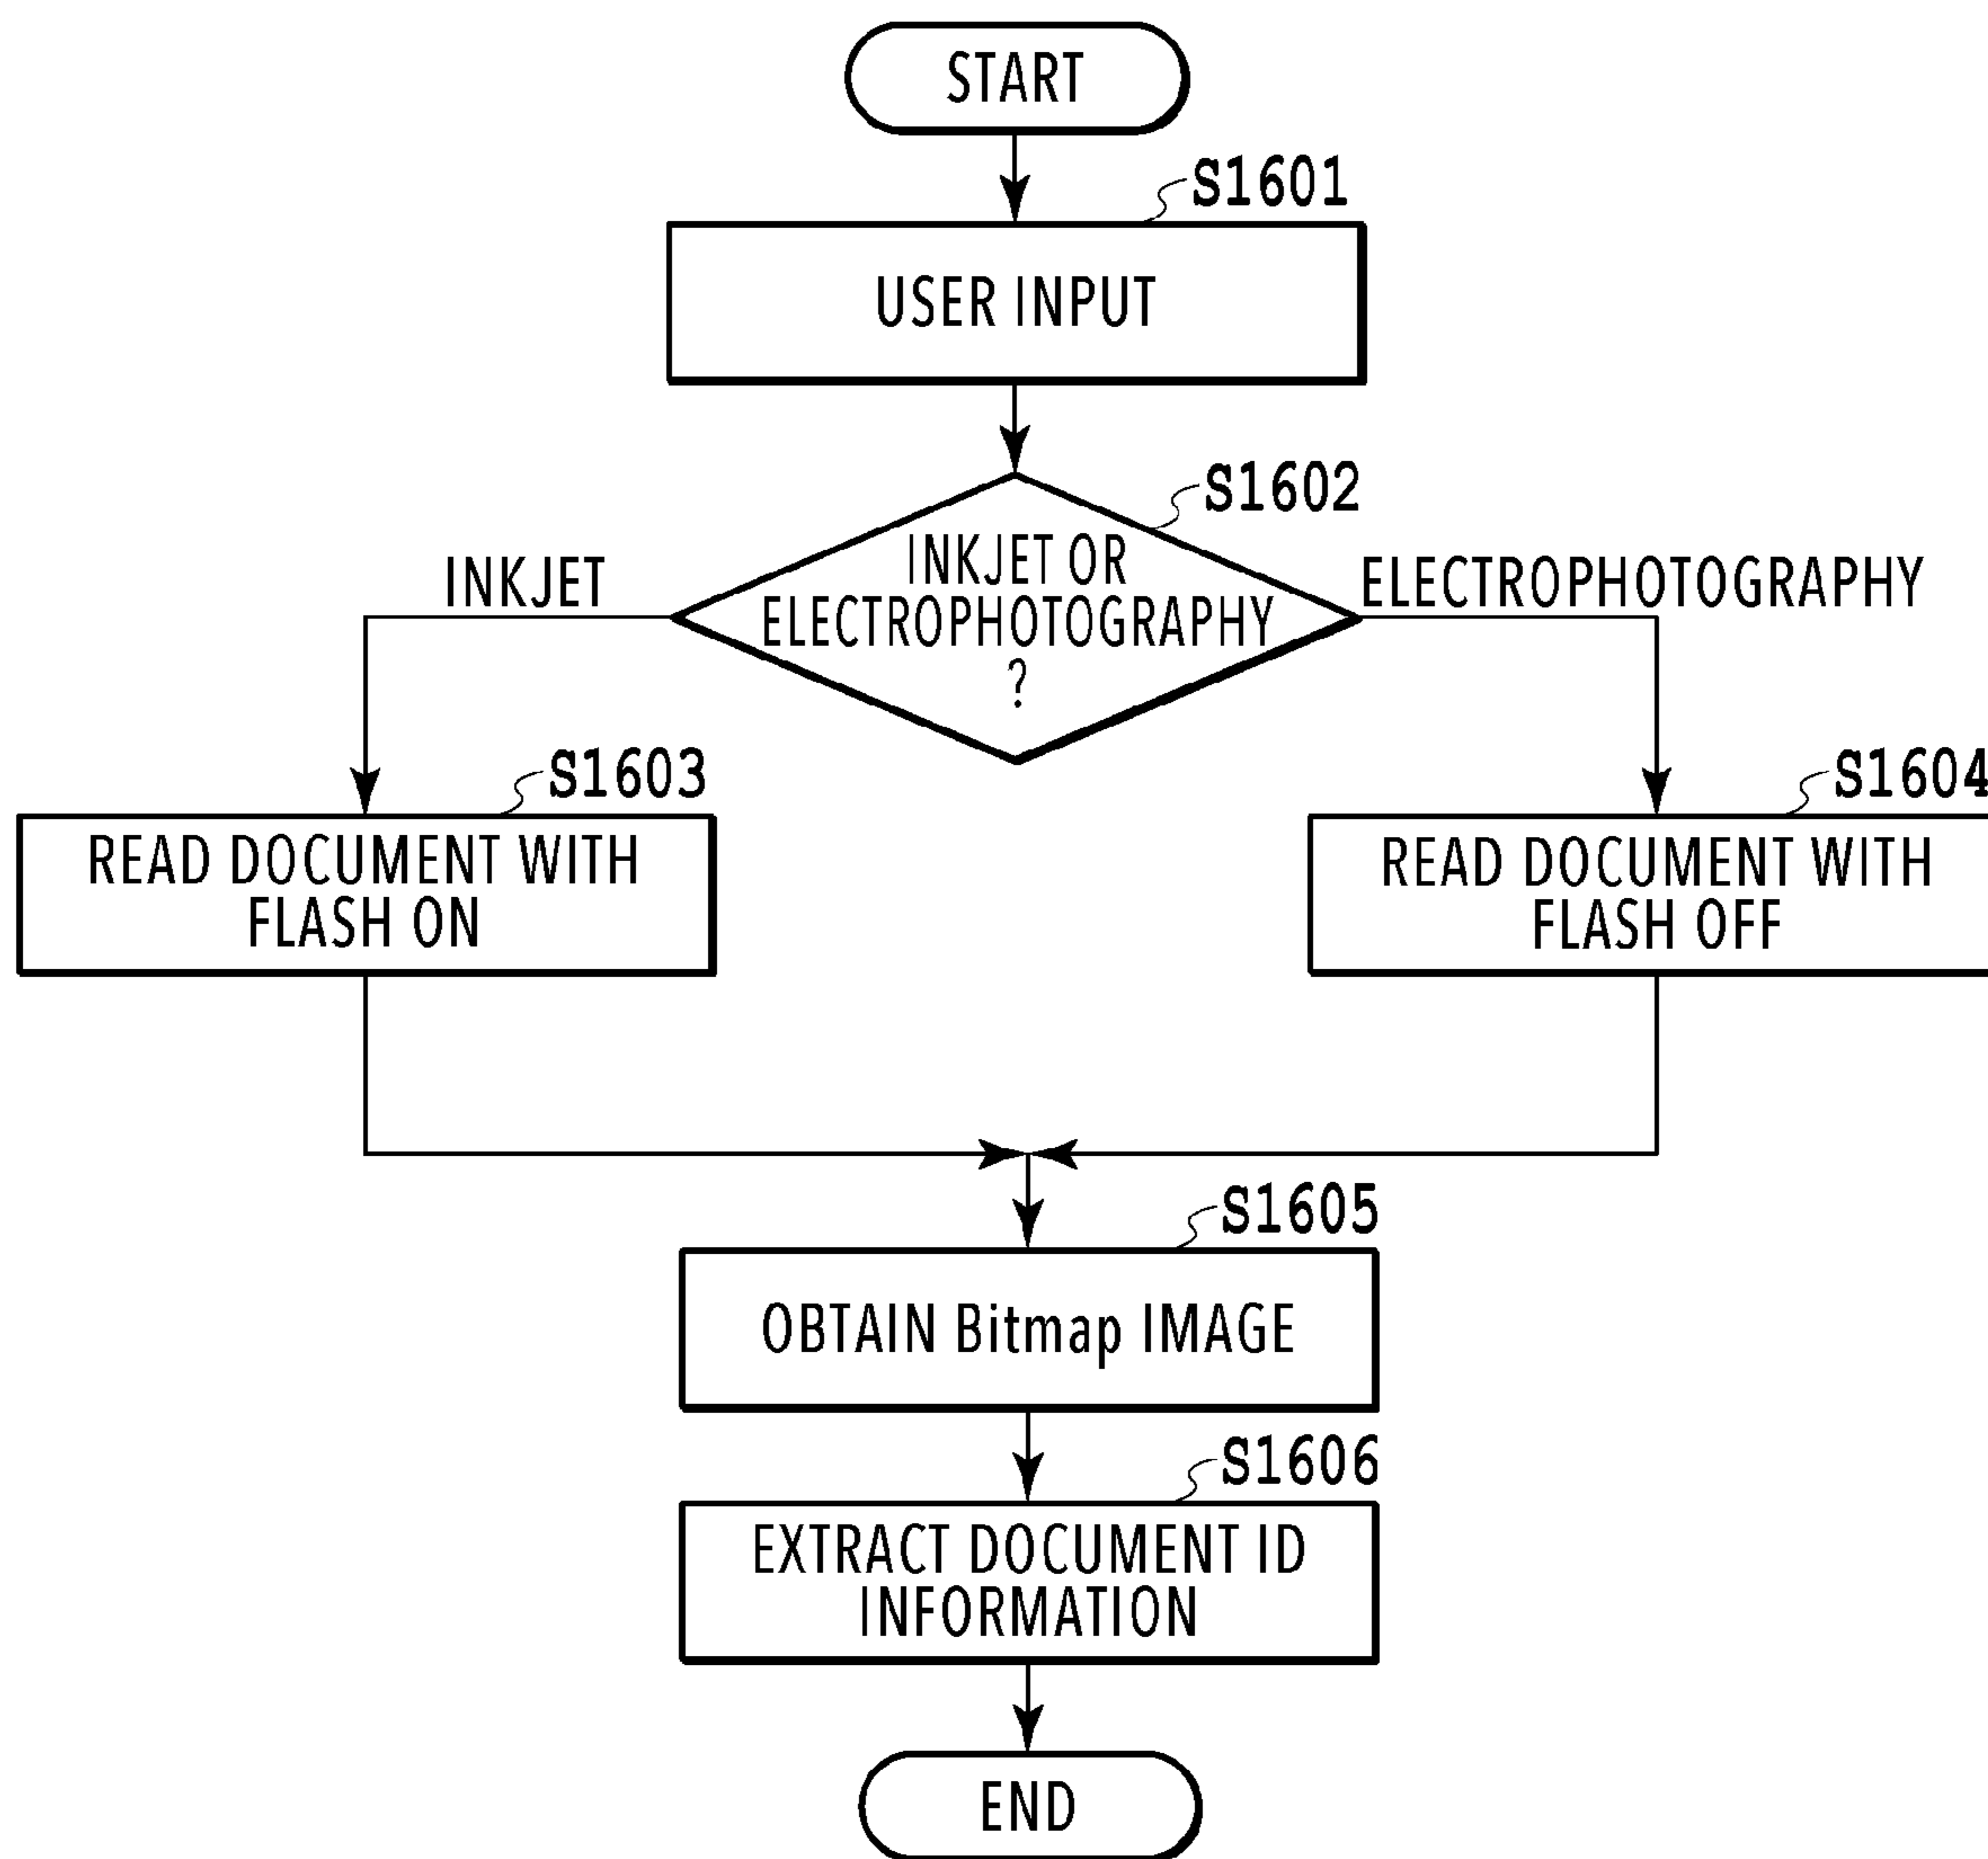 START
S1601
USER INPUT
S1602
INKJET OR
ELECTROPHOTOGRAPHY
?
INKJET
ELECTROPHOTOGRAPHY
S1603
READ DOCUMENT WITH
FLASH ON
S1604
READ DOCUMENT WITH
FLASH OFF
S1605
OBTAIN Bitmap IMAGE
S1606
EXTRACT DOCUMENT ID
INFORMATION
END